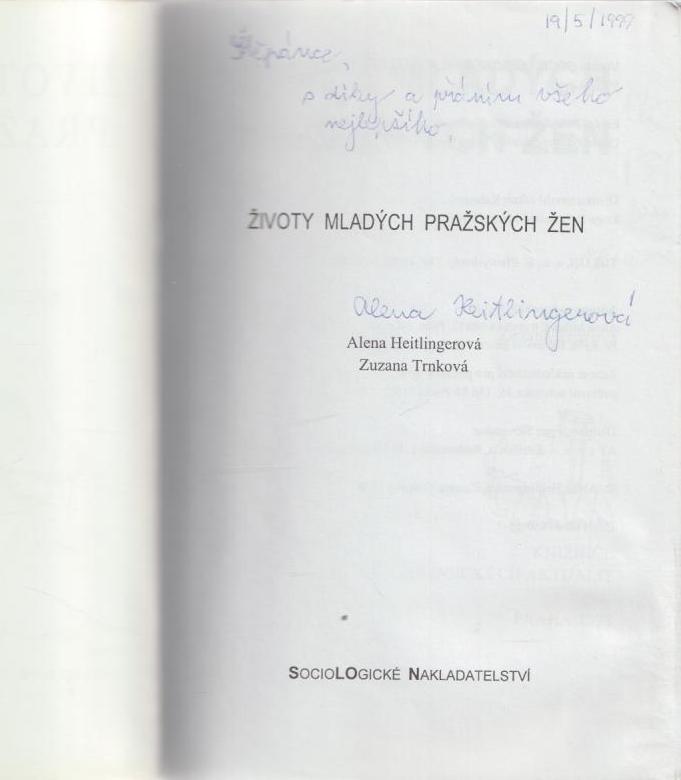 19/5/1999
Štěpánce,
s díky a přáním všeho
nejlepšího,
ŽIVOTY MLADÝCH PRAŽSKÝCH ŽEN
Alena Heitlingerová
Alena Heitlingerová
Zuzana Trnková
SOCIOLOGICKÉ NAKLADATELSTVÍ